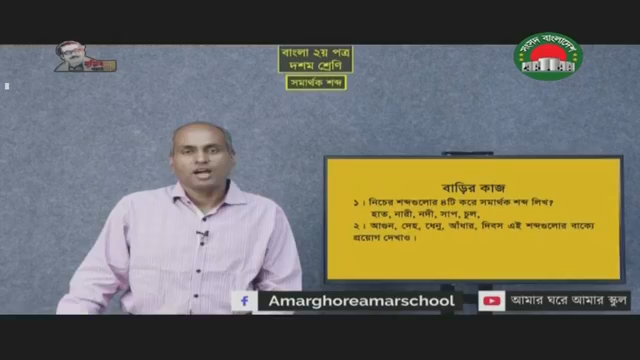 বাংলা ২য় পত্র
দশম শ্রেণি
সমার্থক শব্দ
সংসদ বাংলাদেশ
বাড়ির কাজ
১। নিচের শব্দগুলোর ৪টি করে সমার্থক শব্দ লিখ?
হাত, নারী, নদী, সাপ, চুল,
২। আগুন, দেহ, ধেনু, আঁধার, দিবস এই শব্দগুলোর বাক্যে
প্রয়োগ দেখাও।
f Amarghoreamarschool
আমার ঘরে আমার স্কুল